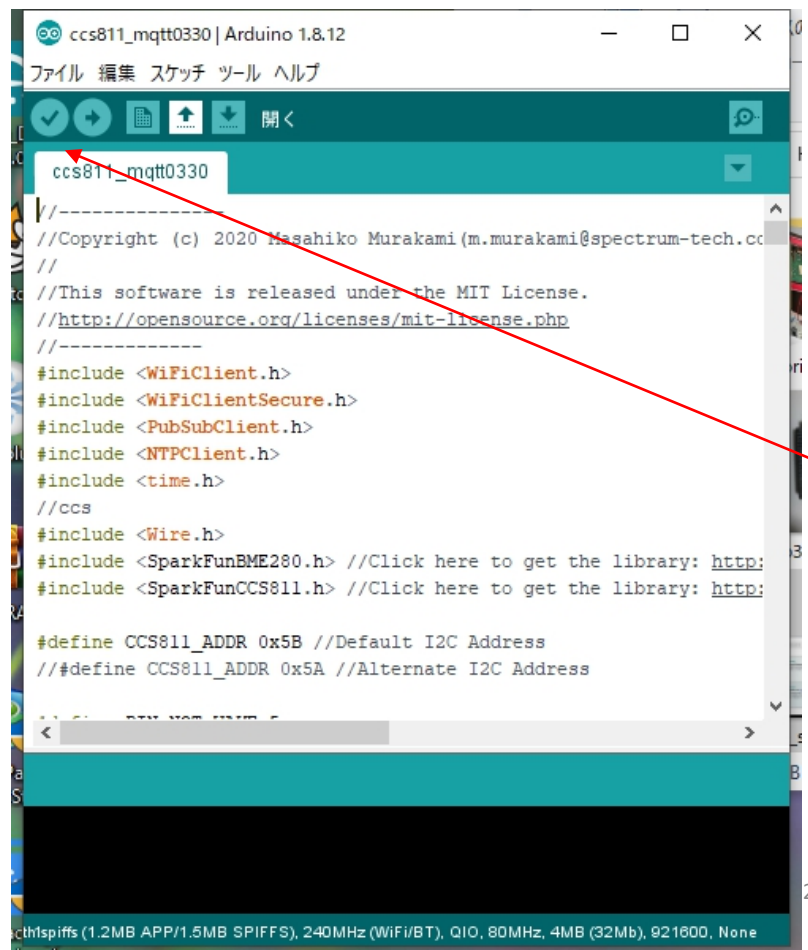 ccs811_mqtt0330 | Arduino 1.8.12
ファイル 編集 スケッチ ツール ヘルプ
開く
ccs811_mqtt0330
//---------------
//Copyright (c) 2020 Masahiko Murakami(m.murakami@spectrum-tech.co
//
//This software is released under the MIT License.
//http://opensource.org/licenses/mit-license.php
//-------------
#include <WiFiClient.h>
#include <WiFiClientSecure.h>
#include <PubSubClient.h>
#include <NTPClient.h>
#include <time.h>
//ccs
#include <Wire.h>
#include <SparkFunBME280.h> //Click here to get the library: http:
#include <SparkFunCCS811.h> //Click here to get the library: http:
#define CCS811_ADDR 0x5B //Default I2C Address
//#define CCS811_ADDR 0x5A //Alternate I2C Address
spiffs (1.2MB APP/1.5MB SPIFFS), 240MHz (WiFi/BT), QIO, 80MHz, 4MB (32Mb), 921600, None